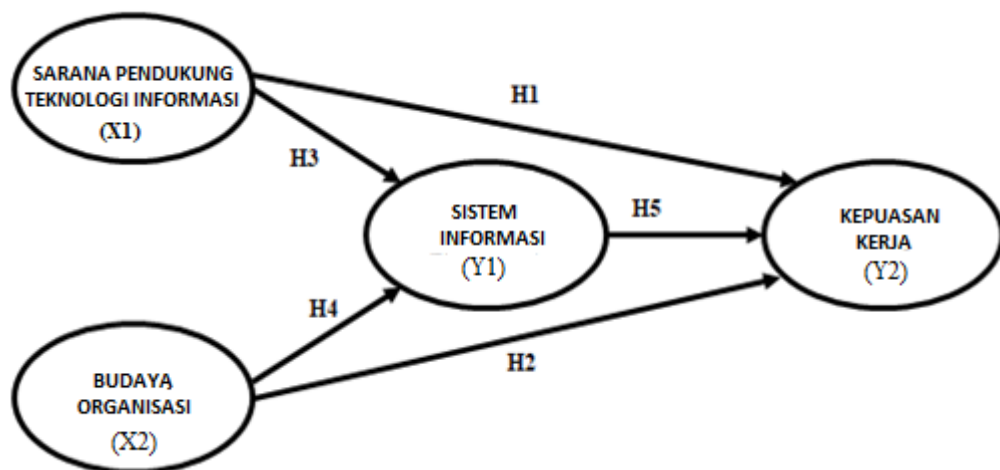 SARANA PENDUKUNG
TEKNOLOGI INFORMASI
(X1)
H1
H3
SISTEM
INFORMASI
(Y1)
H5
KEPUASAN
KERJA
(Y2)
H4
H2
BUDAYA
ORGANISASI
(X2)